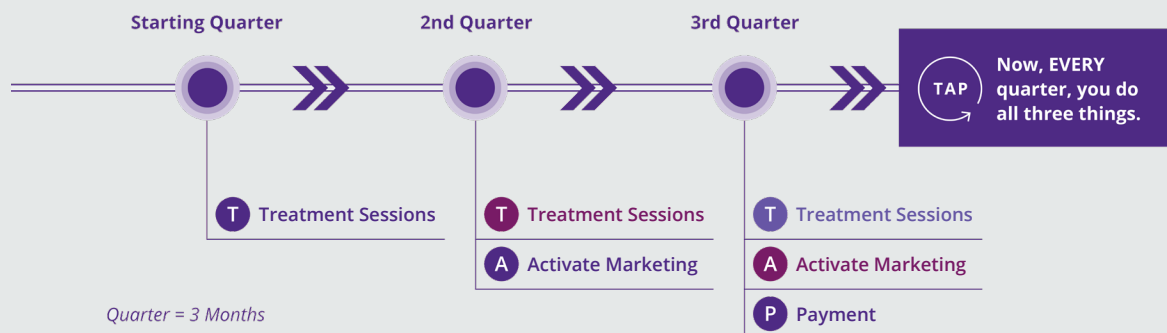 Starting Quarter
2nd Quarter
3rd Quarter
TAP
Now, EVERY
quarter, you do
all three things.
T Treatment Sessions
T Treatment Sessions
A Activate Marketing
T Treatment Sessions
A Activate Marketing
P Payment
Quarter = 3 Months